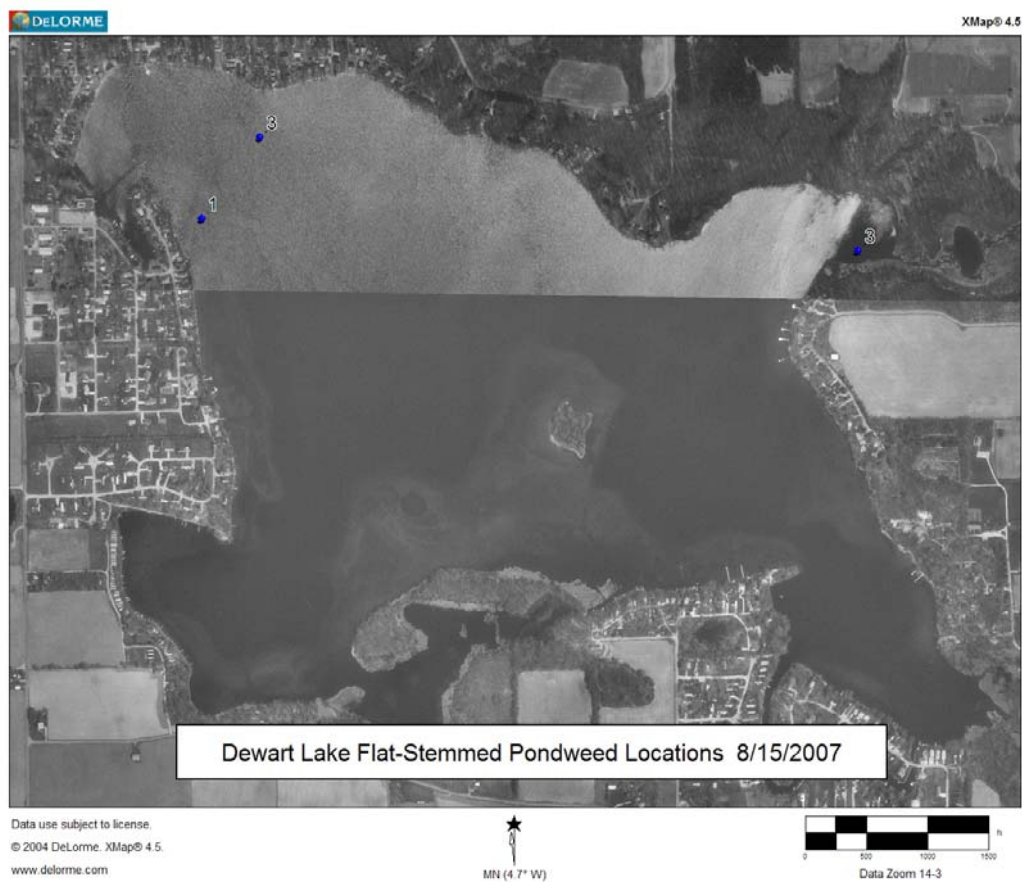 DELORME
XMap® 4.5
3
1
3
Dewart Lake Flat-Stemmed Pondweed Locations 8/15/2007
Data use subject to license.
© 2004 DeLorme. XMap® 4.5.
www.delorme.com
MN (4.7° W)
ft
0 500 1000 1500
Data Zoom 14-3